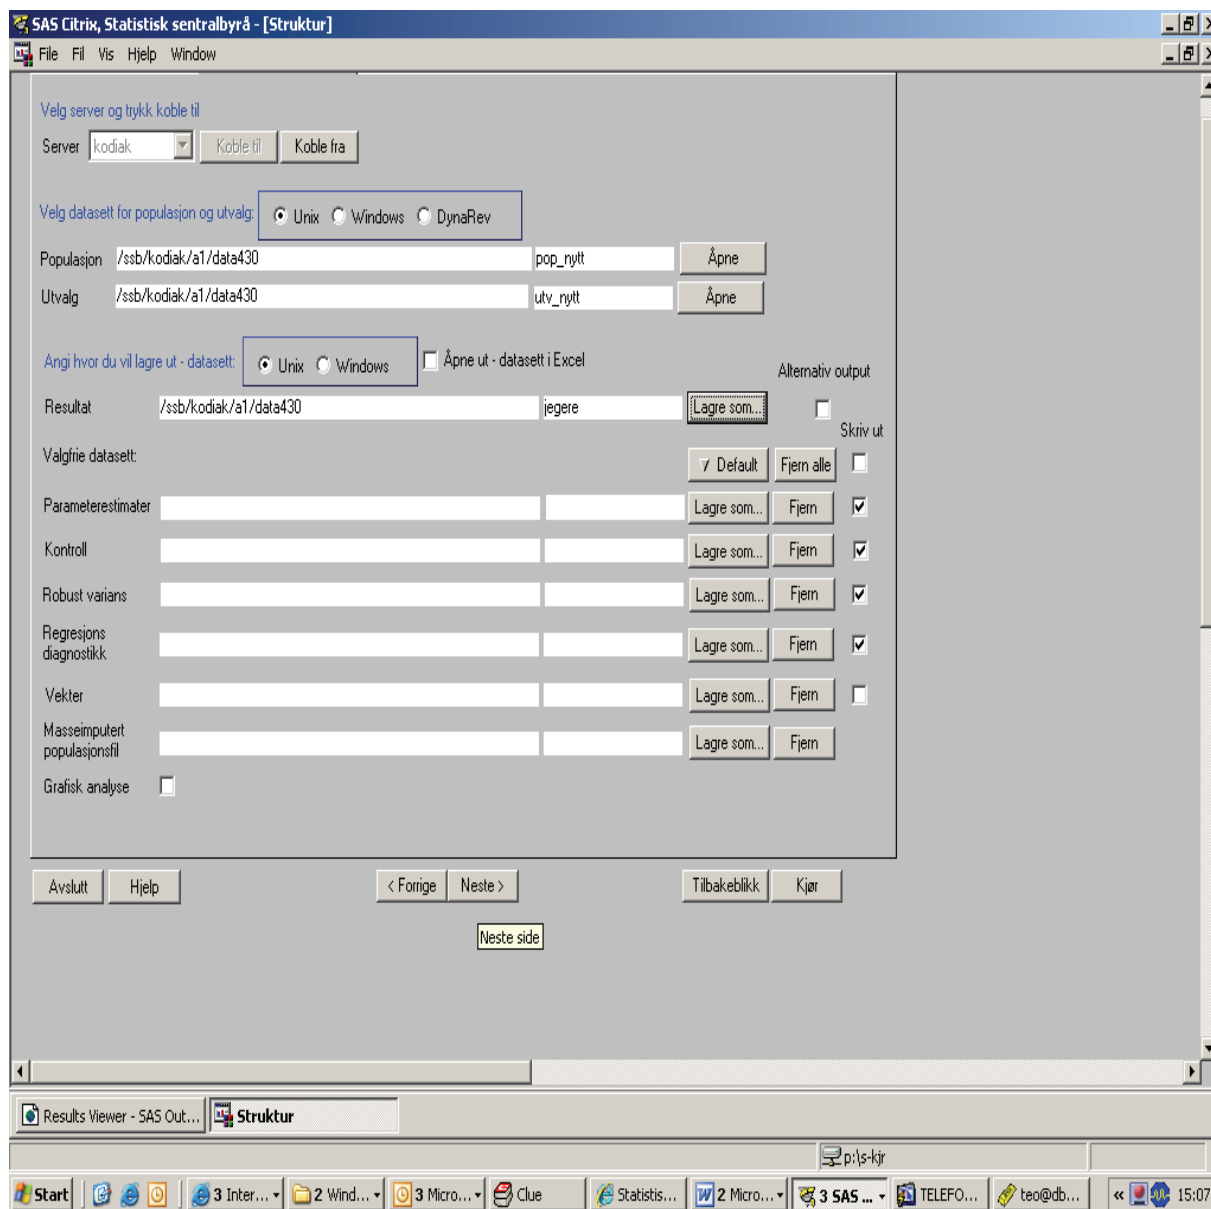 SAS Citrix, Statistisk sentralbyrå - [Struktur]
File Fil Vis Hjelp Window
Velg server og trykk koble til
Server kodiak Koble til Koble fra
Velg datasett for populasjon og utvalg: Unix Windows DynaRev
Populasjon /ssb/kodiak/a1/data430 pop_nytt Åpne
Utvalg /ssb/kodiak/a1/data430 utv_nytt Åpne
Angi hvor du vil lagre ut - datasett: Unix Windows Åpne ut - datasett i Excel
Alternativ output
Resultat /ssb/kodiak/a1/data430 jegere Lagre som...
Skriv ut
Valgfrie datasett:
Default Fjern alle
Parameterestimater Lagre som... Fjern
Kontroll Lagre som... Fjern
Robust varians Lagre som... Fjern
Regresjons
diagnostikk Lagre som... Fjern
Vekter Lagre som... Fjern
Masseimputert
populasjonsfil Lagre som... Fjern
Grafisk analyse
Avslutt Hjelp < Forrige Neste > Tilbakeblikk Kjør
Neste side
Results Viewer - SAS Out... Struktur
p:\s-kjr
Start 3 Inter... 2 Wind... 3 Micro... Clue Statistis... 2 Micro... 3 SAS ... TELEFO... teo@db... « 15:07